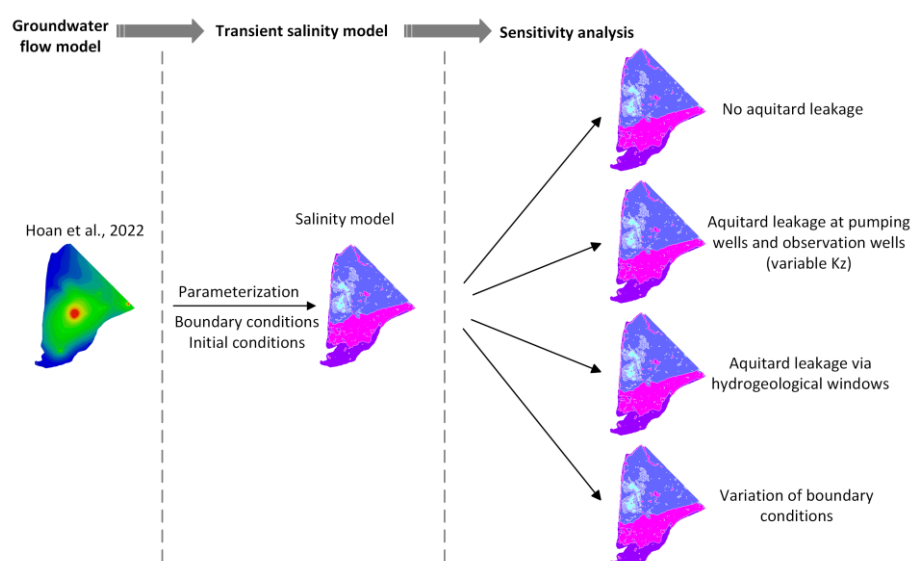 Groundwater
flow model
Transient salinity model
Sensitivity analysis
No aquitard leakage
Hoan et al., 2022
Salinity model
Parameterization
Boundary conditions
Initial conditions
Aquitard leakage at pumping
wells and observation wells
(variable Kz)
Aquitard leakage via
hydrogeological windows
Variation of boundary
conditions